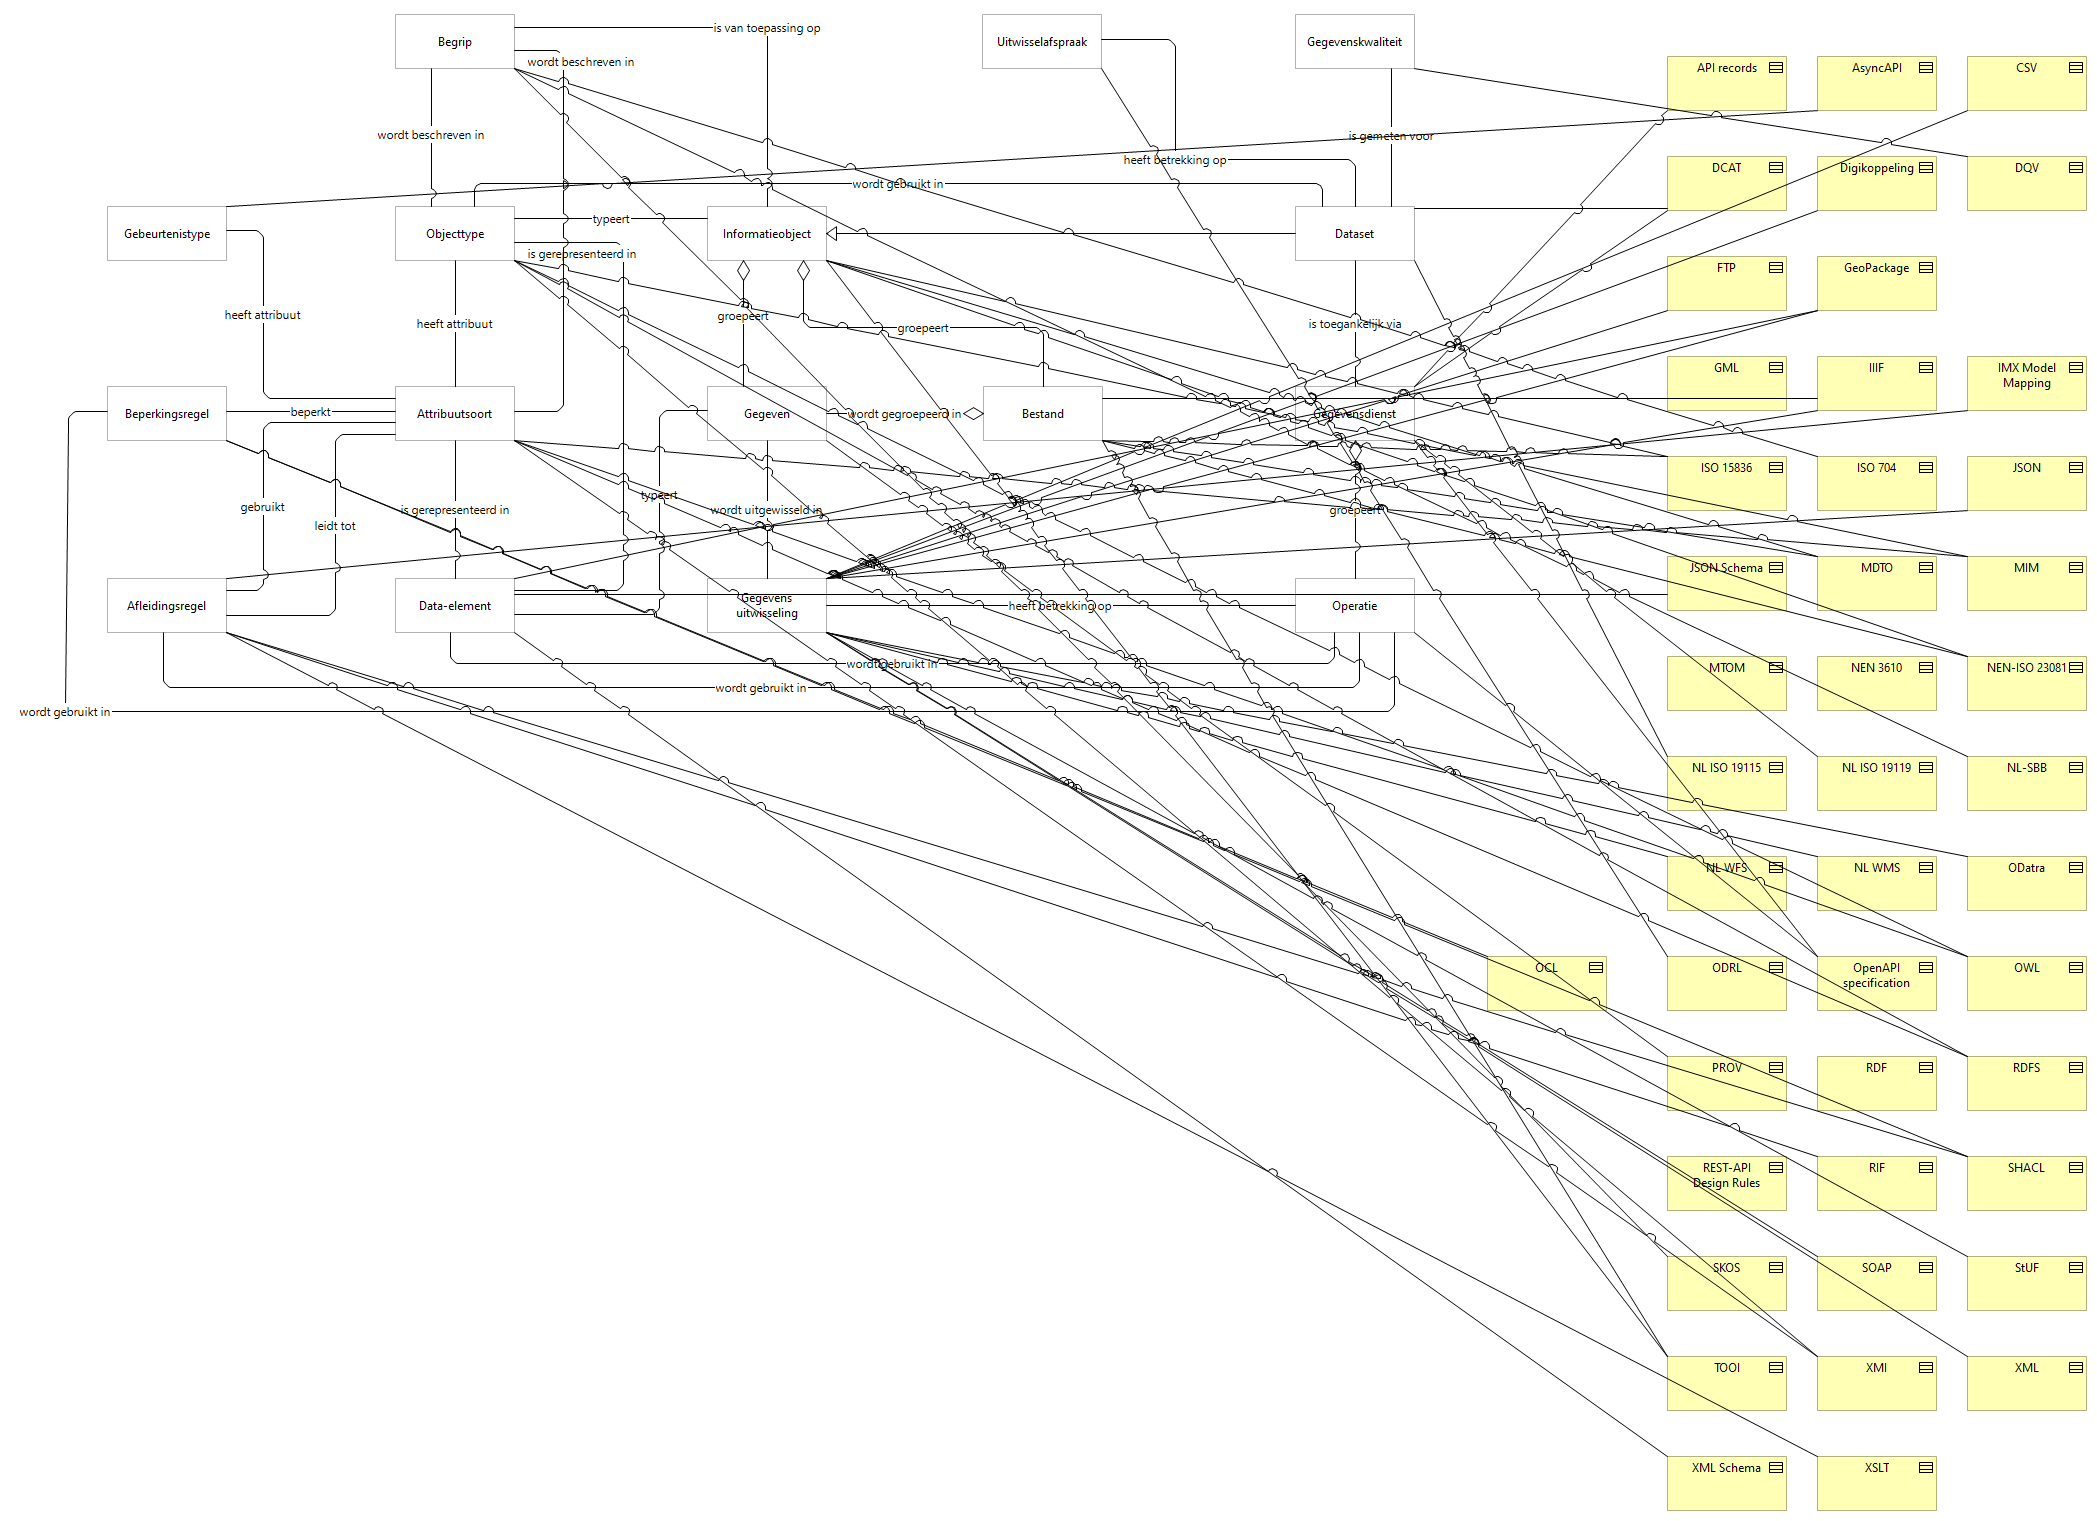 is van toepassing op
Begrip
Uitwisselafspraak
Gegevenskwaliteit
wordt beschreven in
API records
AsyncAPI
CSV
wordt beschreven in
is gemeten voor
heeft betrekking op
DCAT
Digikoppeling
DQV
wordt gebruikt in
typeert
Gebeurtenistype
Objecttype
Informatieobject
Dataset
is gerepresenteerd in
FTP
GeoPackage
heeft attribuut
heeft attribuut
groepeert
groepeert
is toegankelijk via
GML
IIIF
IMX Model
Mapping
Beperkingsregel
beperkt
Attribuutsoort
Gegeven
wordt gegroepeerd in
Bestand
Gegevensdienst
ISO 15836
ISO 704
JSON
typeert
gebruikt
is gerepresenteerd in
wordt uitgewisseld in
groepeert
leidt tot
JSON Schema
MDTO
MIM
Afleidingsregel
Data-element
Gegevens
uitwisseling
heeft betrekking op
Operatie
wordt gebruikt in
MTOM
NEN 3610
NEN-ISO 23081
wordt gebruikt in
wordt gebruikt in
NL ISO 19115
NL ISO 19119
NL-SBB
NL WFS
NL WMS
ODatra
OCL
ODRL
OpenAPI
specification
OWL
PROV
RDF
RDFS
REST-API
Design Rules
RIF
SHACL
SKOS
SOAP
StUF
TOOI
XMI
XML
XML Schema
XSLT